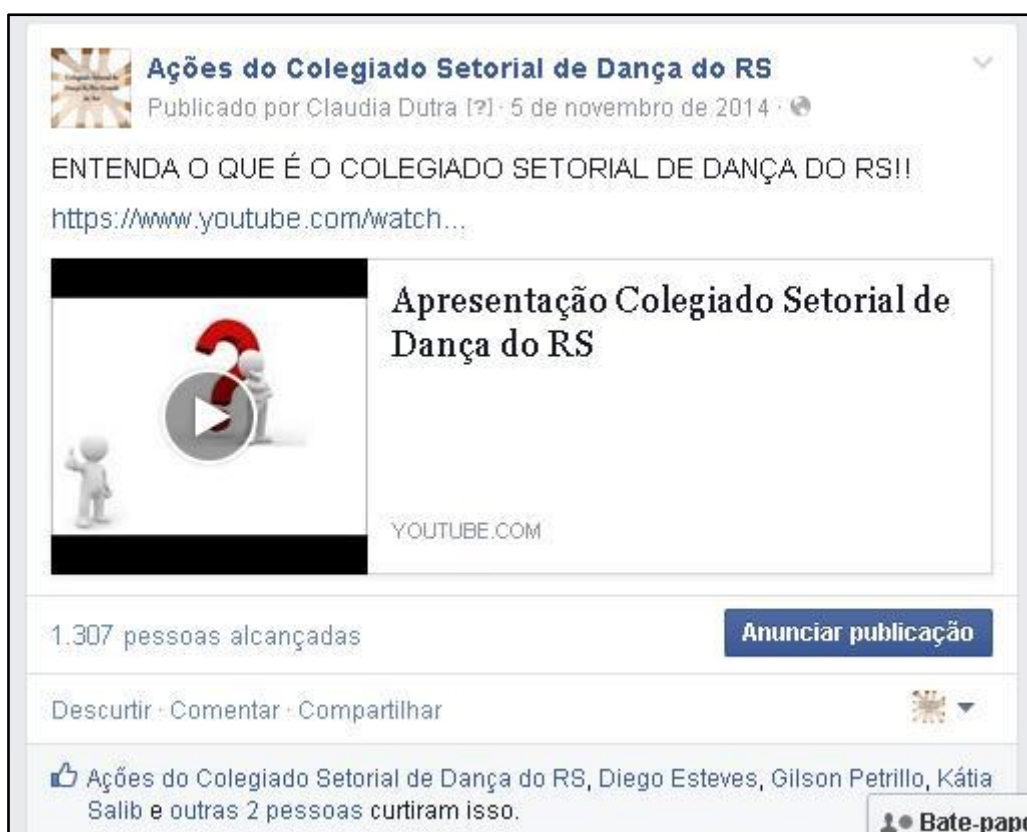 Ações do Colegiado Setorial de Dança do RS
Publicado por Claudia Dutra [?] · 5 de novembro de 2014 ·
ENTENDA O QUE É O COLEGIADO SETORIAL DE DANÇA DO RS!!
https://www.youtube.com/watch...
Apresentação Colegiado Setorial de
Dança do RS
YOUTUBE.COM
1.307 pessoas alcançadas
Anunciar publicação
Descurtir · Comentar · Compartilhar
Ações do Colegiado Setorial de Dança do RS, Diego Esteves, Gilson Petrillo, Kátia
Salib e outras 2 pessoas curtiram isso.
Bate-pap